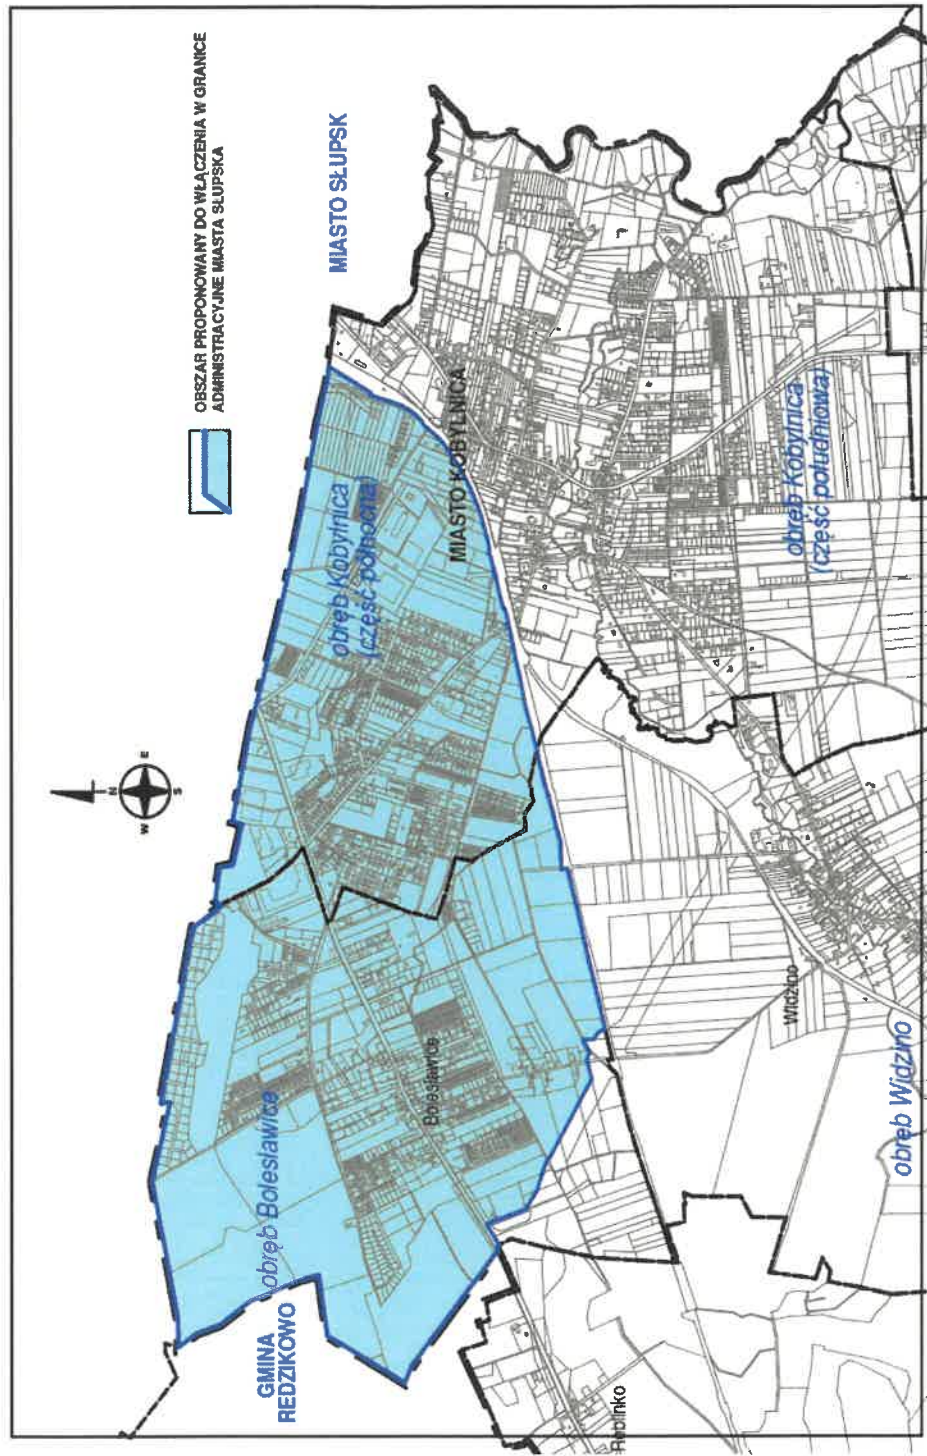 OBSZAR PROPONOWANY DO WŁĄCZENIA W GRANICE
ADMINISTRACYJNE MIASTA SŁUPSKA
MIASTO SŁUPSK
N
W
E
S
obręb Kobylnica
(część północna)
MIASTO KOBYLNICA
obręb Kobylnica
(część południowa)
GMINA
REDZIKOWO
obręb Bolesławice
Bolesławice
Widzino
obręb Widzino
Reblinko